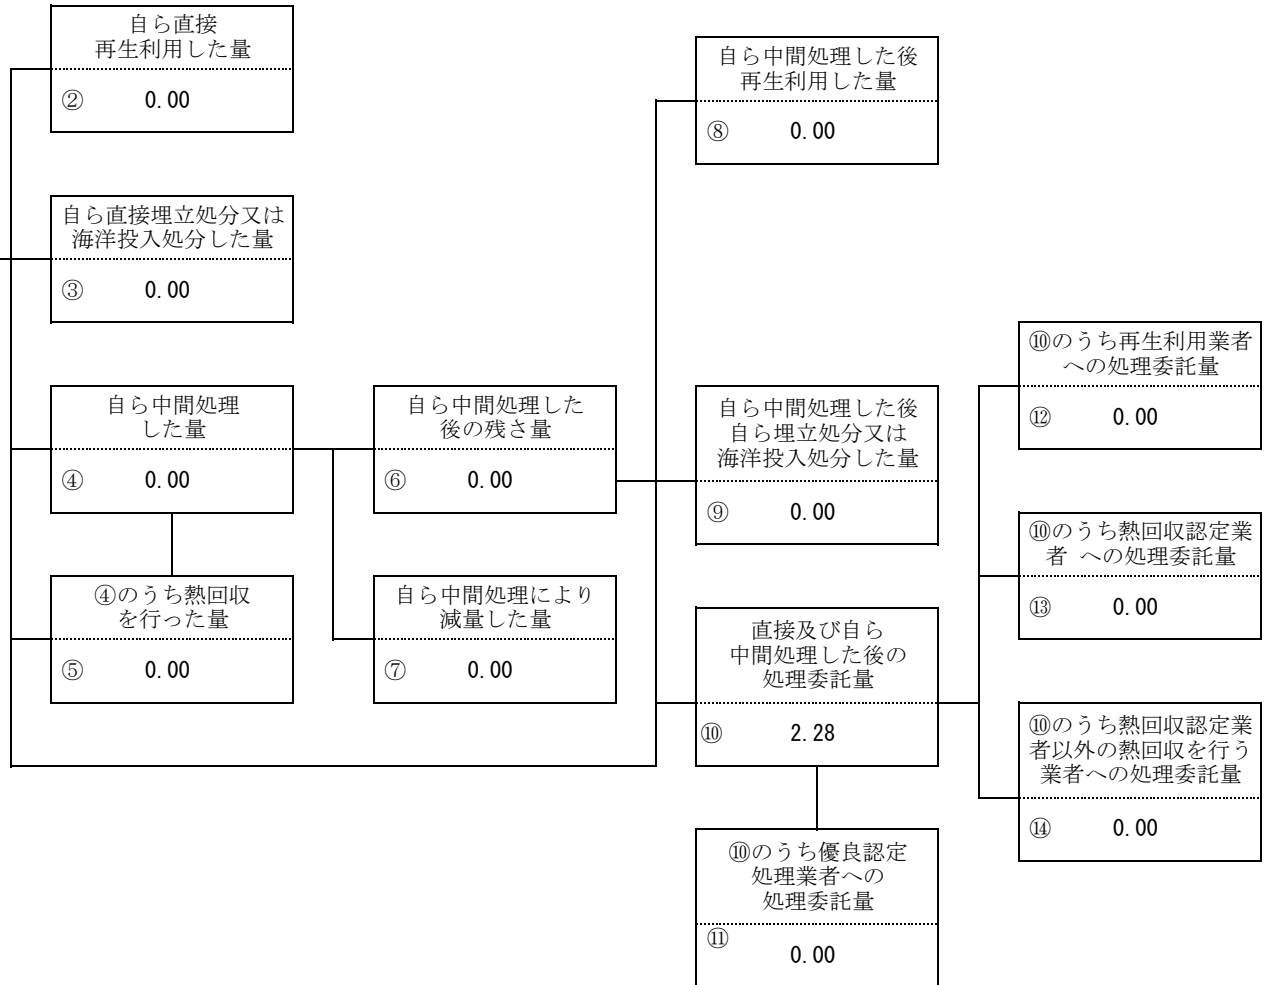 自ら直接
再生利用した量
② 0.00
自ら直接埋立処分又は
海洋投入処分した量
③ 0.00
自ら中間処理
した量
④ 0.00
④のうち熱回収
を行った量
⑤ 0.00
自ら中間処理した
後の残さ量
⑥ 0.00
自ら中間処理により
減量した量
⑦ 0.00
自ら中間処理した後
再生利用した量
⑧ 0.00
自ら中間処理した後
自ら埋立処分又は
海洋投入処分した量
⑨ 0.00
直接及び自ら
中間処理した後の
処理委託量
⑩ 2.28
⑩のうち優良認定
処理業者への
処理委託量
⑪ 0.00
⑩のうち再生利用業者
への処理委託量
⑫ 0.00
⑩のうち熱回収認定業
者 への処理委託量
⑬ 0.00
⑩のうち熱回収認定業
者以外の熱回収を行う
業者への処理委託量
⑭ 0.00